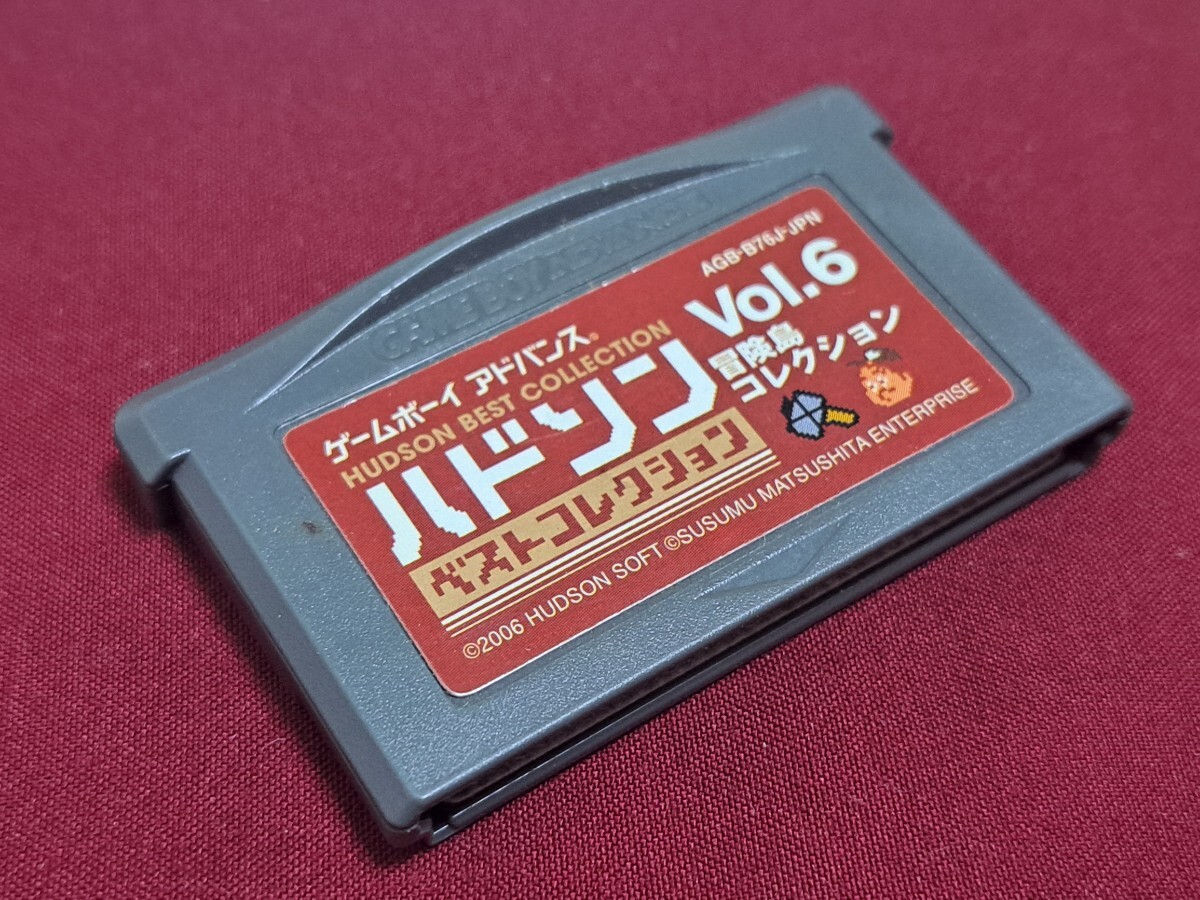 GAME BOY ADVANCE
AGB-B76J-JPN
ゲームボーイ アドバンス®
HUDSON BEST COLLECTION
Vol.6
ハドソン
冒険島
コレクション
ベストコレクション
©2006 HUDSON SOFT ©SUSUMU MATSUSHITA ENTERPRISE